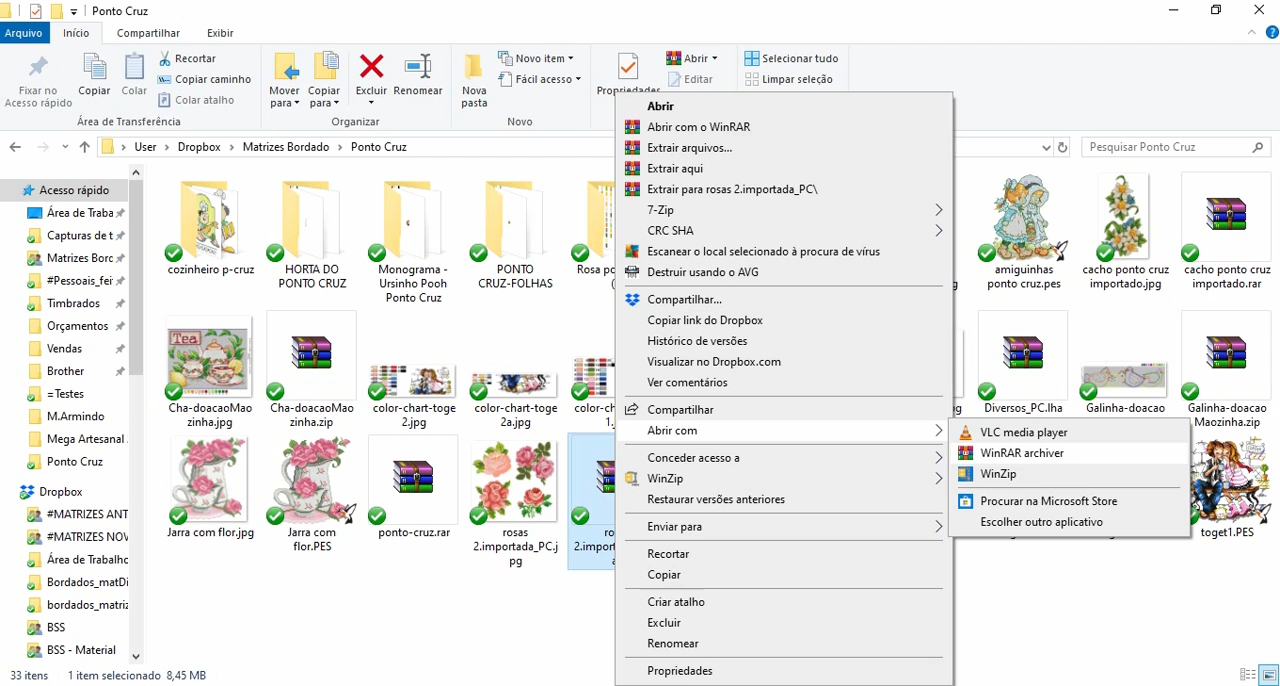 Ponto Cruz
Arquivo Início Compartilhar Exibir
Fixar no
Acesso rápido
Copiar
Colar
Recortar
Copiar caminho
Colar atalho
Área de Transferência
Mover
para
Copiar
para
Excluir
Renomear
Organizar
Nova
pasta
Novo item
Fácil acesso
Novo
Propriedades
Abrir
Editar
Selecionar tudo
Limpar seleção
User Dropbox Matrizes Bordado Ponto Cruz
Pesquisar Ponto Cruz
Acesso rápido
Área de Traba
Capturas de t
Matrizes Borc
#Pessoais_fei
Timbrados
Orçamentos
Vendas
Brother
=Testes
M.Armindo
Mega Artesanal
Ponto Cruz
Dropbox
#MATRIZES ANT
#MATRIZES NOV
Área de Trabalho
Bordados_matDi
bordados_matriz
BSS
BSS - Material
cozinheiro p-cruz
HORTA DO
PONTO CRUZ
Monograma -
Ursinho Pooh
Ponto Cruz
PONTO
CRUZ-FOLHAS
Rosa po
(
amiguinhas
ponto cruz.pes
cacho ponto cruz
importado.jpg
cacho ponto cruz
importado.rar
Tea
Cha-doacaoMao
zinha.jpg
Cha-doacaoMao
zinha.zip
color-chart-toge
2.jpg
color-chart-toge
2a.jpg
color-ch
1.
Diversos_PC.lha
Galinha-doacao
Galinha-doacao
Maozinha.zip
Jarra com flor.jpg
Jarra com
flor.PES
ponto-cruz.rar
rosas
2.importada_PC.j
pg
ro
2.impor
toget1.PES
Abrir
Abrir com o WinRAR
Extrair arquivos...
Extrair aqui
Extrair para rosas 2.importada_PC\
7-Zip
CRC SHA
Escanear o local selecionado à procura de vírus
Destruir usando o AVG
Compartilhar...
Copiar link do Dropbox
Histórico de versões
Visualizar no Dropbox.com
Ver comentários
Compartilhar
Abrir com
Conceder acesso a
WinZip
Restaurar versões anteriores
Enviar para
Recortar
Copiar
Criar atalho
Excluir
Renomear
Propriedades
VLC media player
WinRAR archiver
WinZip
Procurar na Microsoft Store
Escolher outro aplicativo
33 itens 1 item selecionado 8,45 MB